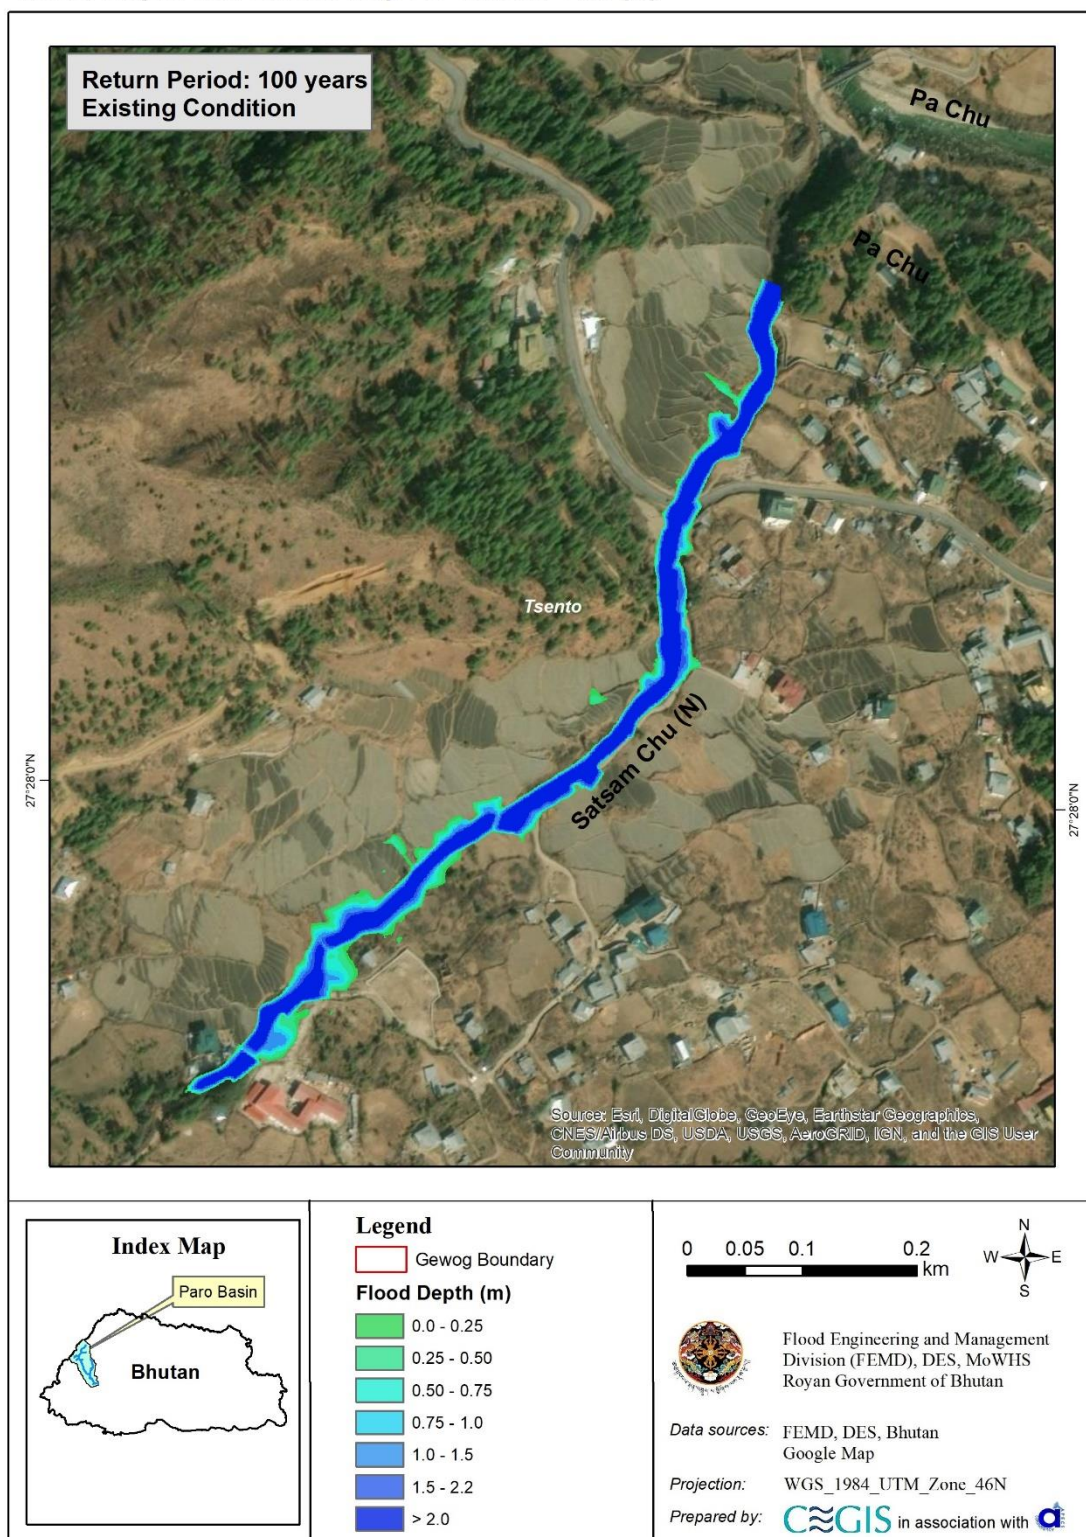 Return Period: 100 years
Existing Condition
Pa Chu
Pa Chu
Tsento
Satsam Chu (N)
27°28'0"N
27°28'0"N
Source: Esri, DigitalGlobe, GeoEye, Earthstar Geographics,
CNES/Airbus DS, USDA, USGS, AeroGRID, IGN, and the GIS User
Community
Index Map
Paro Basin
Bhutan
Legend
Gewog Boundary
Flood Depth (m)
0.0 - 0.25
0.25 - 0.50
0.50 - 0.75
0.75 - 1.0
1.0 - 1.5
1.5 - 2.2
> 2.0
0 0.05 0.1 0.2
km
N
W E
S
Flood Engineering and Management
Division (FEMD), DES, MoWHS
Royan Government of Bhutan
Data sources: FEMD, DES, Bhutan
Google Map
Projection: WGS_1984_UTM_Zone_46N
Prepared by: CEGIS in association with